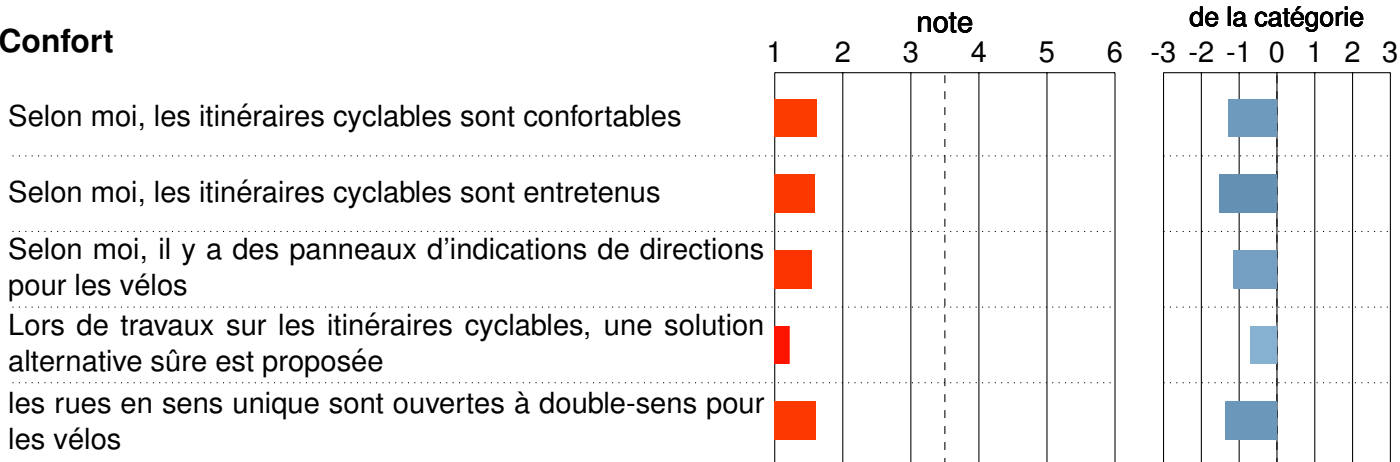 Confort
note
de la catégorie
1 2 3 4 5 6
-3 -2 -1 0 1 2 3
Selon moi, les itinéraires cyclables sont confortables
Selon moi, les itinéraires cyclables sont entretenus
Selon moi, il y a des panneaux d'indications de directions
pour les vélos
Lors de travaux sur les itinéraires cyclables, une solution
alternative sûre est proposée
les rues en sens unique sont ouvertes à double-sens pour
les vélos